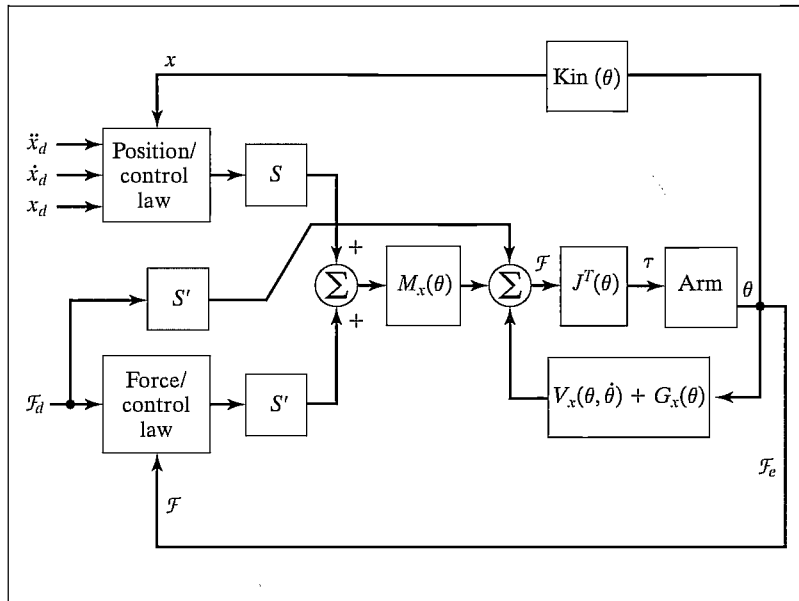 x
Kin (θ)
ẍ_d
ẋ_d
x_d
Position/
control
law
S
+
Σ
+
M_x(θ)
Σ
ℱ
J^T(θ)
τ
Arm
θ
S'
ℱ_d
Force/
control
law
S'
V_x(θ, θ̇) + G_x(θ)
ℱ_e
ℱ